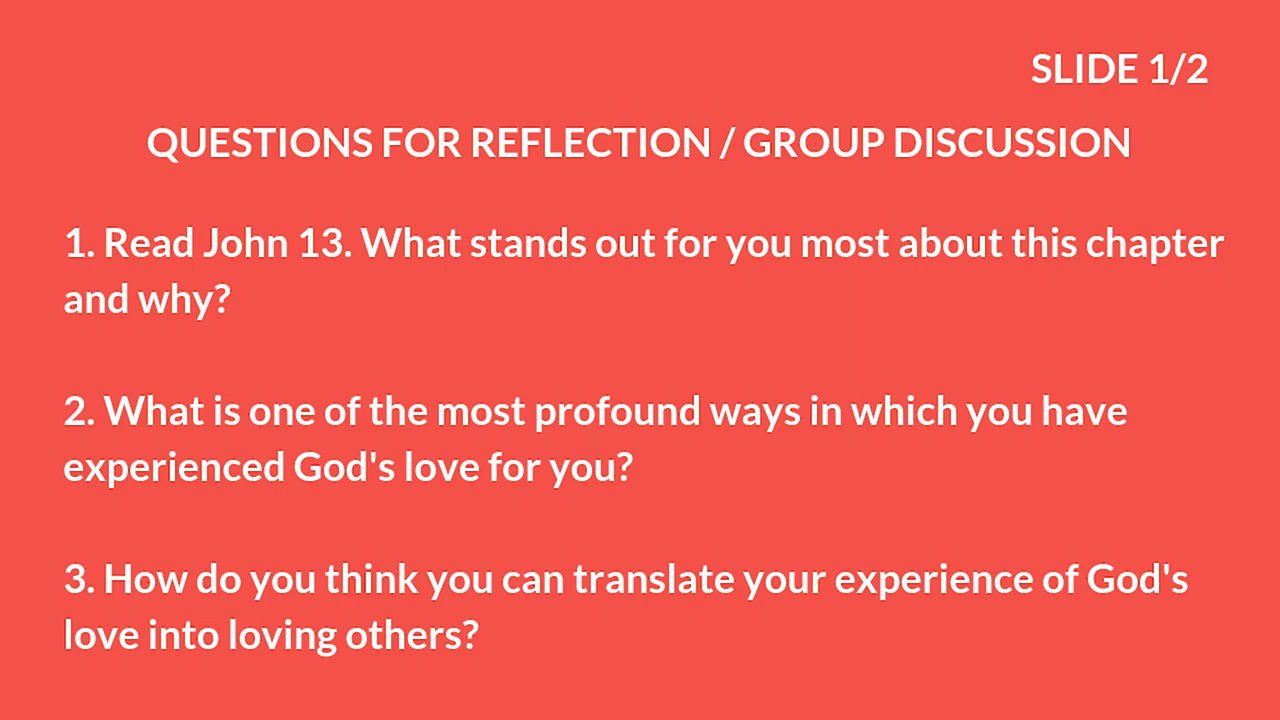 SLIDE 1/2
QUESTIONS FOR REFLECTION / GROUP DISCUSSION
1. Read John 13. What stands out for you most about this chapter
and why?
2. What is one of the most profound ways in which you have
experienced God's love for you?
3. How do you think you can translate your experience of God's
love into loving others?